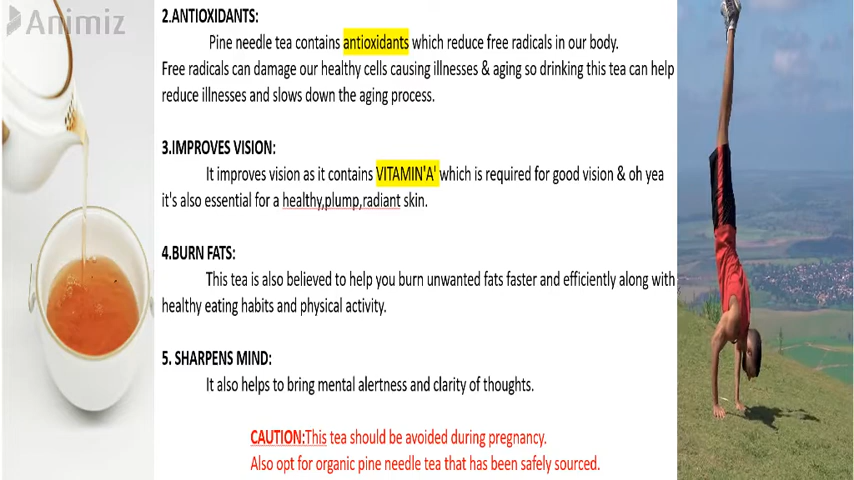 Animiz
2.ANTIOXIDANTS:
Pine needle tea contains antioxidants which reduce free radicals in our body.
Free radicals can damage our healthy cells causing illnesses & aging so drinking this tea can help
reduce illnesses and slows down the aging process.
3.IMPROVES VISION:
It improves vision as it contains VITAMIN'A' which is required for good vision & oh yea
it's also essential for a healthy,plump,radiant skin.
4.BURN FATS:
This tea is also believed to help you burn unwanted fats faster and efficiently along with
healthy eating habits and physical activity.
5. SHARPENS MIND:
It also helps to bring mental alertness and clarity of thoughts.
CAUTION:This tea should be avoided during pregnancy.
Also opt for organic pine needle tea that has been safely sourced.